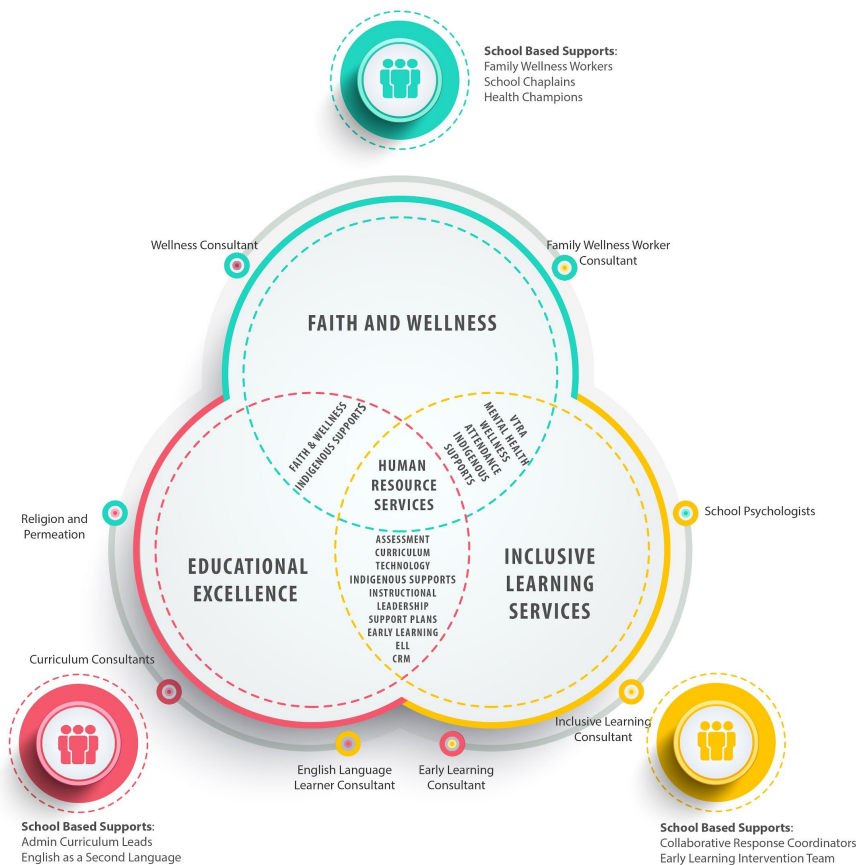 School Based Supports:
Family Wellness Workers
School Chaplains
Health Champions
Wellness Consultant
Family Wellness Worker
Consultant
FAITH AND WELLNESS
FAITH & WELLNESS
INDIGENOUS SUPPORTS
VTRA
MENTAL HEALTH
WELLNESS
ATTENDANCE
INDIGENOUS
SUPPORTS
HUMAN
RESOURCE
SERVICES
Religion and
Permeation
School Psychologists
EDUCATIONAL
EXCELLENCE
ASSESSMENT
CURRICULUM
TECHNOLOGY
INDIGENOUS SUPPORTS
INSTRUCTIONAL
LEADERSHIP
SUPPORT PLANS
EARLY LEARNING
ELL
CRM
INCLUSIVE
LEARNING
SERVICES
Curriculum Consultants
Inclusive Learning
Consultant
English Language
Learner Consultant
Early Learning
Consultant
School Based Supports:
Admin Curriculum Leads
English as a Second Language
School Based Supports:
Collaborative Response Coordinators
Early Learning Intervention Team